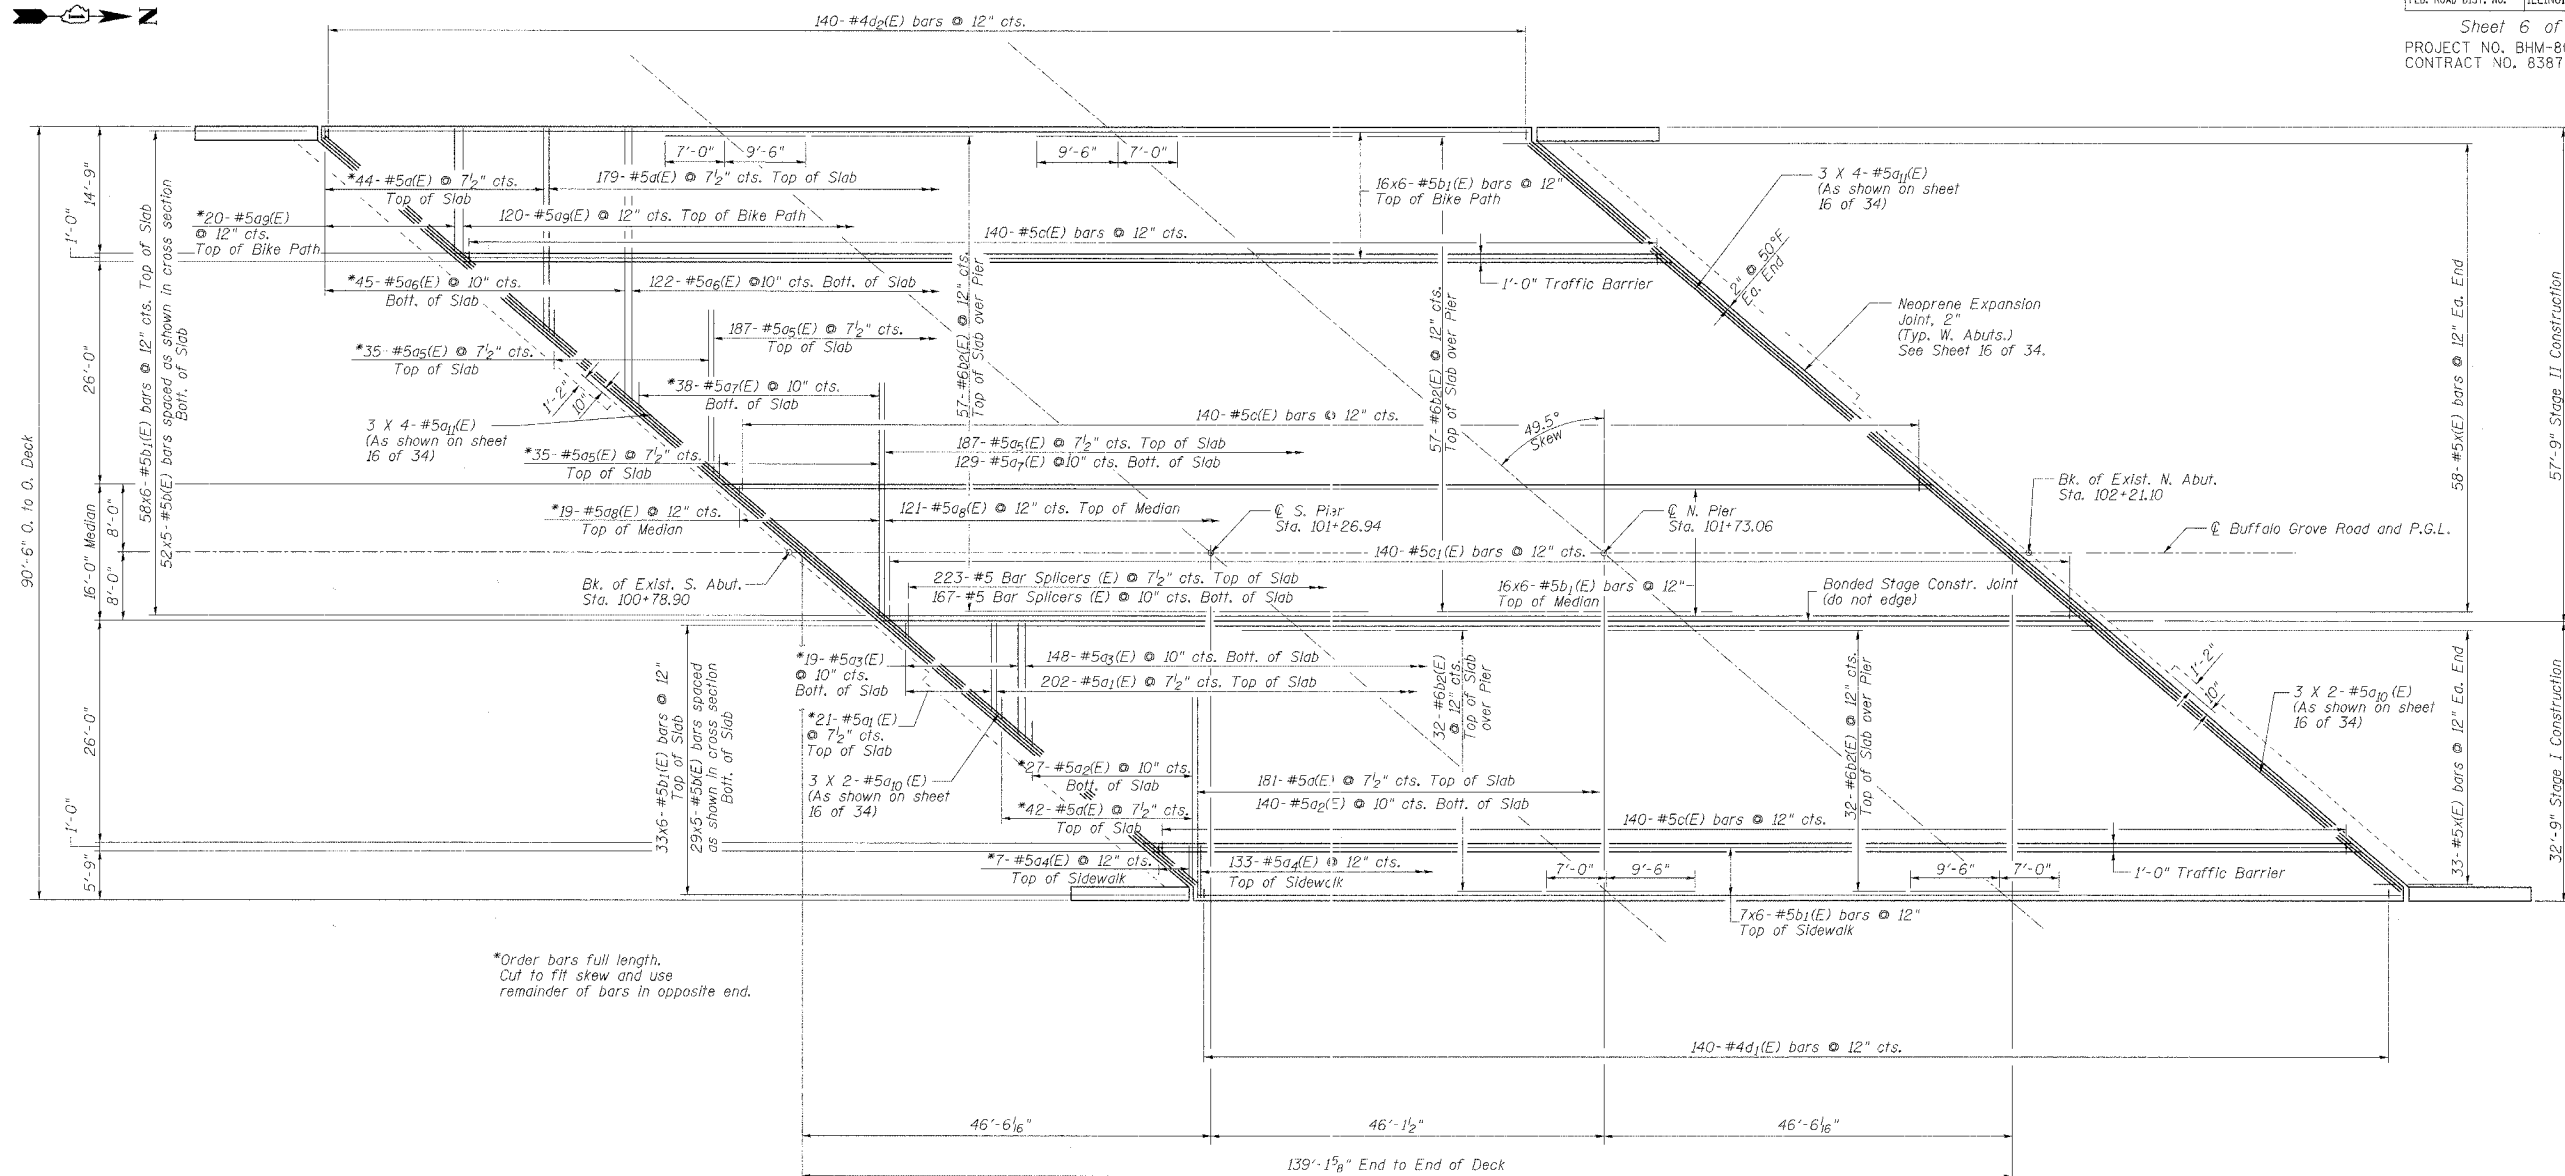 N
140-#4d2(E) bars @ 12" cts.
Sheet 6 of
PROJECT NO. BHM-8
CONTRACT NO. 8387
7'-0"
9'-6"
9'-6"
7'-0"
*44-#5a(E) @ 7½" cts.
Top of Slab
179-#5a(E) @ 7½" cts. Top of Slab
16x6-#5b1(E) bars @ 12"
Top of Bike Path
3 X 4-#5a11(E)
(As shown on sheet
16 of 34)
*20-#5a9(E)
@ 12" cts.
Top of Bike Path
120-#5a9(E) @ 12" cts. Top of Bike Path
140-#5c(E) bars @ 12" cts.
*45-#5a6(E) @ 10" cts.
Bott. of Slab
122-#5a6(E) @10" cts. Bott. of Slab
1'-0" Traffic Barrier
2" @ 50°F
Ea. End
Neoprene Expansion
Joint, 2"
(Typ. W. Abuts.)
See Sheet 16 of 34.
187-#5a5(E) @ 7½" cts.
Top of Slab
*35-#5a5(E) @ 7½" cts.
Top of Slab
*38-#5a7(E) @ 10" cts.
Bott. of Slab
1'-2"
10"
3 X 4-#5a11(E)
(As shown on sheet
16 of 34)
140-#5c(E) bars @ 12" cts.
49.5°
Skew
*35-#5a5(E) @ 7½" cts.
Top of Slab
187-#5a5(E) @ 7½" cts. Top of Slab
129-#5a7(E) @10" cts. Bott. of Slab
*19-#5a8(E) @ 12" cts.
Top of Median
121-#5a8(E) @ 12" cts. Top of Median
℄ S. Pier
Sta. 101+26.94
℄ N. Pier
Sta. 101+73.06
Bk. of Exist. N. Abut.
Sta. 102+21.10
℄ Buffalo Grove Road and P.G.L.
140-#5c1(E) bars @ 12" cts.
Bk. of Exist. S. Abut.
Sta. 100+78.90
223-#5 Bar Splicers (E) @ 7½" cts. Top of Slab
167-#5 Bar Splicers (E) @ 10" cts. Bott. of Slab
16x6-#5b1(E) bars @ 12"
Top of Median
Bonded Stage Constr. Joint
(do not edge)
90'-6" O. to O. Deck
14'-9"
1'-0"
26'-0"
16'-0" Median
8'-0"
8'-0"
26'-0"
1'-0"
5'-9"
58x6-#5b1(E) bars @ 12" cts. Top of Slab
52x5-#5b(E) bars spaced as shown in cross section
Bott. of Slab
57-#6b2(E) @ 12" cts.
Top of Slab over Pier
57-#6b2(E) @ 12" cts.
Top of Slab over Pier
58-#5x(E) bars @ 12" Ea. End
57'-9" Stage II Construction
*19-#5a3(E)
@ 10" cts.
Bott. of Slab
148-#5a3(E) @ 10" cts. Bott. of Slab
202-#5a1(E) @ 7½" cts. Top of Slab
*21-#5a1(E)
@ 7½" cts.
Top of Slab
3 X 2-#5a10(E)
(As shown on sheet
16 of 34)
33x6-#5b1(E) bars @ 12"
Top of Slab
29x5-#5b(E) bars spaced
as shown in cross section
Bott. of Slab
32-#6b2(E)
@ 12" cts.
Top of Slab
over Pier
32-#6b2(E) @ 12" cts.
Top of Slab over Pier
1'-2"
10"
3 X 2-#5a10(E)
(As shown on sheet
16 of 34)
33-#5x(E) bars @ 12" Ea. End
32'-9" Stage I Construction
*27-#5a2(E) @ 10" cts.
Bott. of Slab
*42-#5a(E) @ 7½" cts.
Top of Slab
181-#5a(E) @ 7½" cts. Top of Slab
140-#5a2(E) @ 10" cts. Bott. of Slab
140-#5c(E) bars @ 12" cts.
*7-#5a4(E) @ 12" cts.
Top of Sidewalk
133-#5a4(E) @ 12" cts.
Top of Sidewalk
7'-0"
9'-6"
9'-6"
7'-0"
1'-0" Traffic Barrier
7x6-#5b1(E) bars @ 12"
Top of Sidewalk
*Order bars full length.
Cut to fit skew and use
remainder of bars in opposite end.
140-#4d1(E) bars @ 12" cts.
46'-6 1/16"
46'-1½"
46'-6 1/16"
139'-1⅝" End to End of Deck